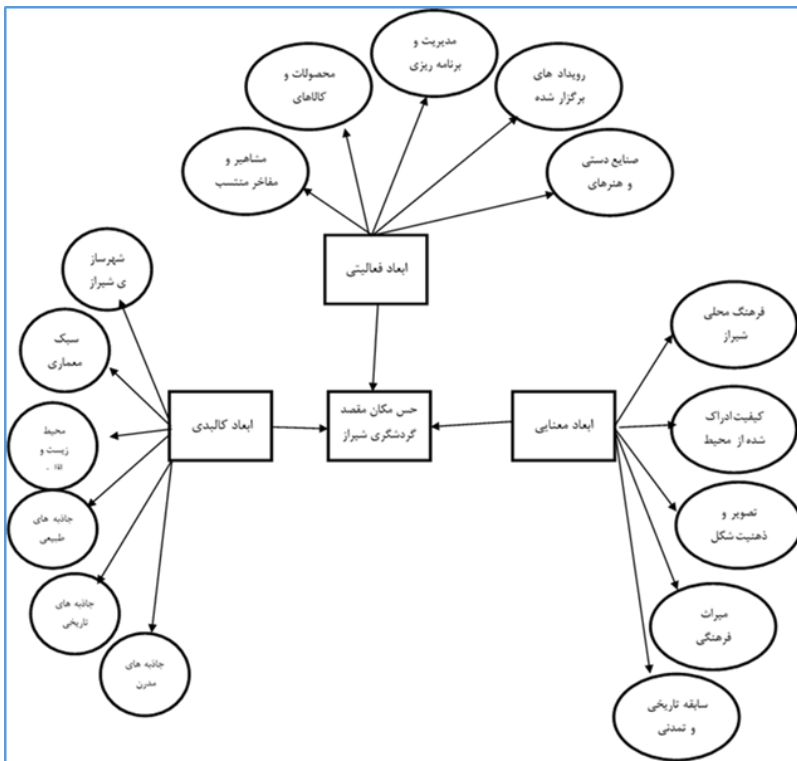 مدیریت و
برنامه ریزی
محصولات و
کالاهای
رویداد های
برگزار شده
مشاهیر و
مفاخر منتسب
صنایع دستی
و هنرهای
ابعاد فعالیتی
شهرساز
ی شیراز
سبک
معماری
محیط
زیست و
جاذبه های
طبیعی
جاذبه های
تاریخی
جاذبه های
مدرن
ابعاد کالبدی
حس مکان مقصد
گردشگری شیراز
ابعاد معنایی
فرهنگ محلی
شیراز
کیفیت ادراک
شده از محیط
تصویر و
ذهنیت شکل
میراث
فرهنگی
سابقه تاریخی
و تمدنی